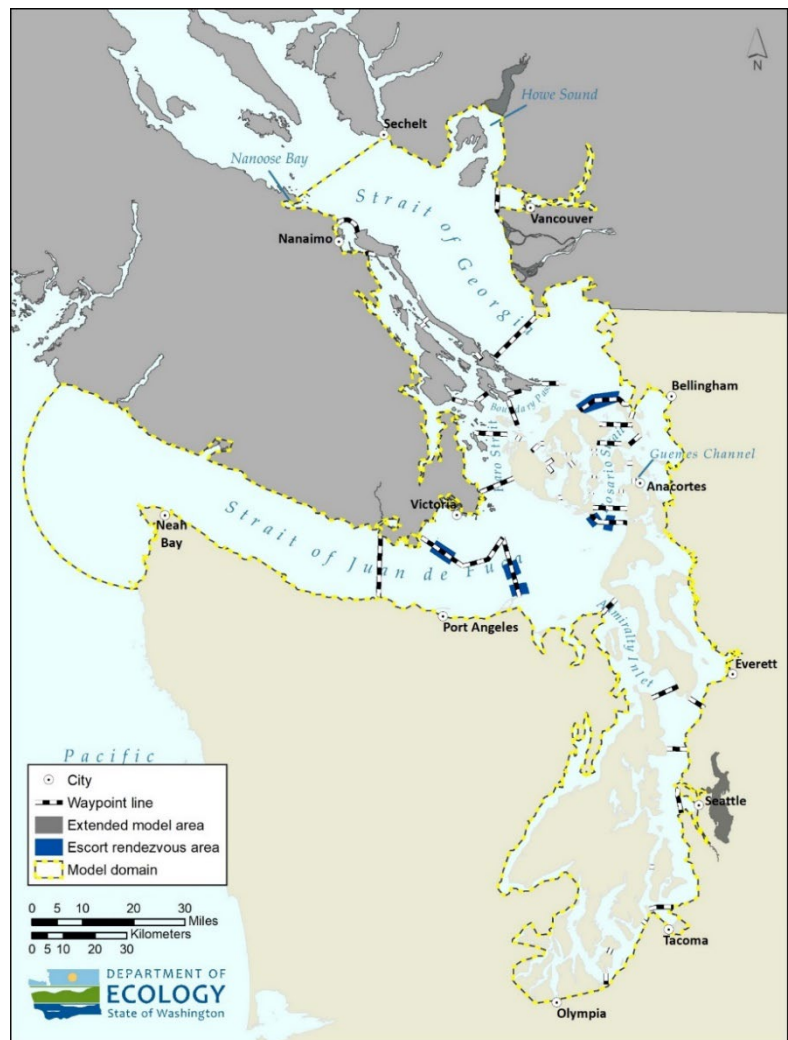 N
Howe Sound
Sechelt
Nanoose Bay
Strait of Georgia
Vancouver
Nanaimo
Bellingham
Boundary Pass
Haro Strait
Rosario Strait
Guemes Channel
Anacortes
Victoria
Neah
Bay
Strait of Juan de Fuca
Port Angeles
Admiralty Inlet
Everett
Pacific
City
Waypoint line
Extended model area
Escort rendezvous area
Model domain
Seattle
0 5 10 20 30
Miles
Kilometers
0 5 10 20 30
Tacoma
DEPARTMENT OF
ECOLOGY
State of Washington
Olympia